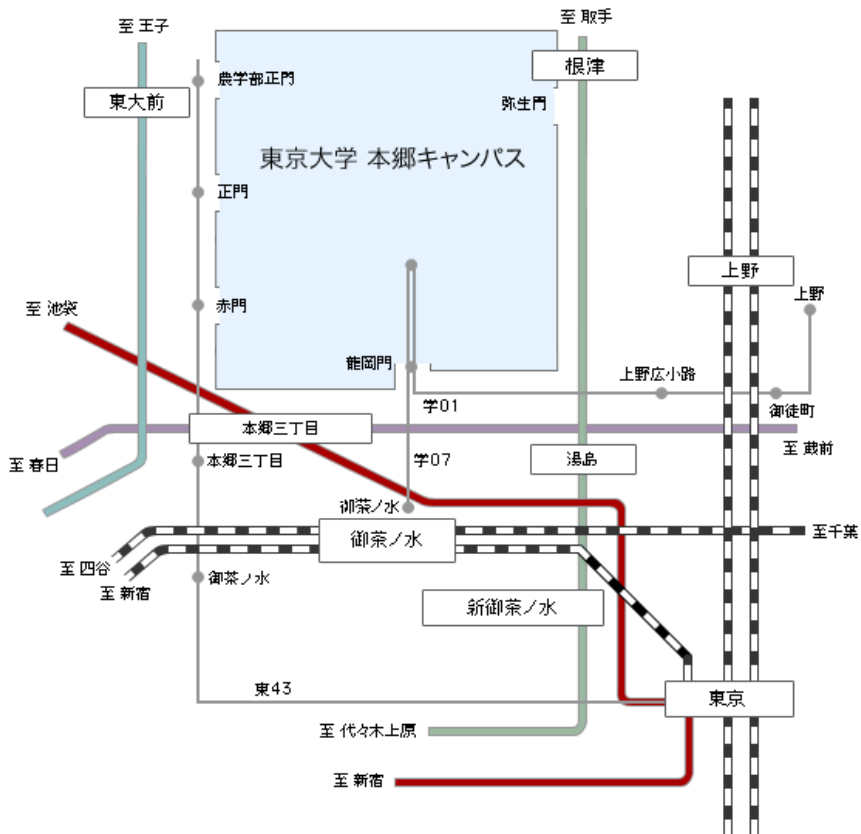 至 王子
至 取手
農学部正門
根津
東大前
弥生門
東京大学 本郷キャンパス
正門
上野
上野
至 池袋
赤門
龍岡門
上野広小路
学01
御徒町
本郷三丁目
至 蔵前
至 春日
本郷三丁目
学07
湯島
御茶ノ水
御茶ノ水
至千葉
至 四谷
至 新宿
御茶ノ水
新御茶ノ水
東43
東京
至 代々木上原
至 新宿